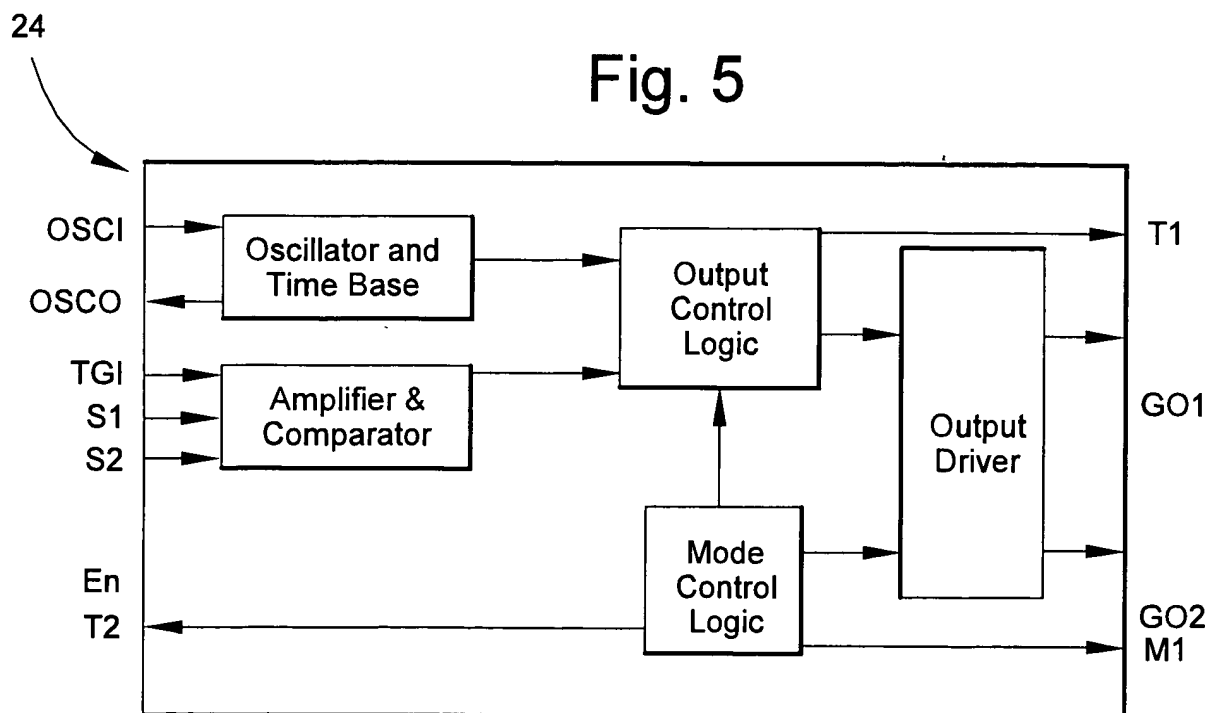 24
Fig. 5
OSCI
OSCO
TGI
S1
S2
En
T2
Oscillator and
Time Base
Amplifier &
Comparator
Output
Control
Logic
Mode
Control
Logic
Output
Driver
T1
GO1
GO2
M1